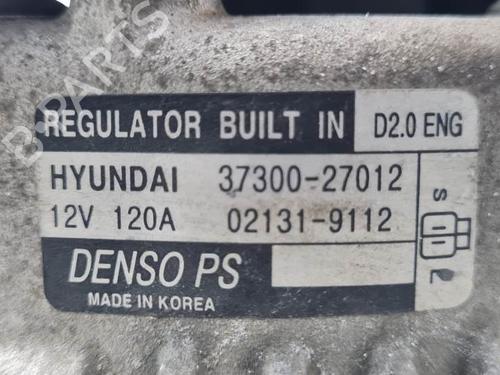 REGULATOR BUILT IN D2.0 ENG
HYUNDAI 37300-27012
12V 120A 02131-9112
S
L
DENSO PS
MADE IN KOREA